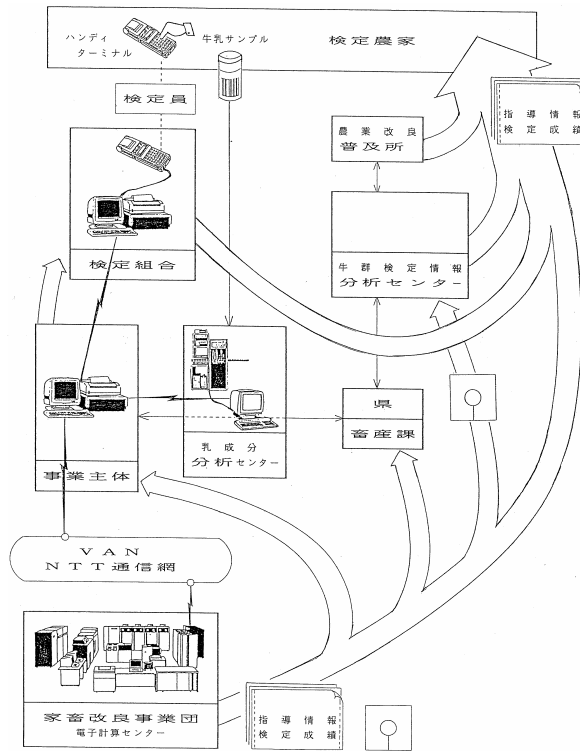 ハンディ
ターミナル
牛乳サンプル
検定農家
検定員
指導情報
検定成績
農業改良
普及所
検定組合
牛群検定情報
分析センター
県
畜産課
乳成分
分析センター
事業主体
VAN
NTT通信網
家畜改良事業団
電子計算センター
指導情報
検定成績